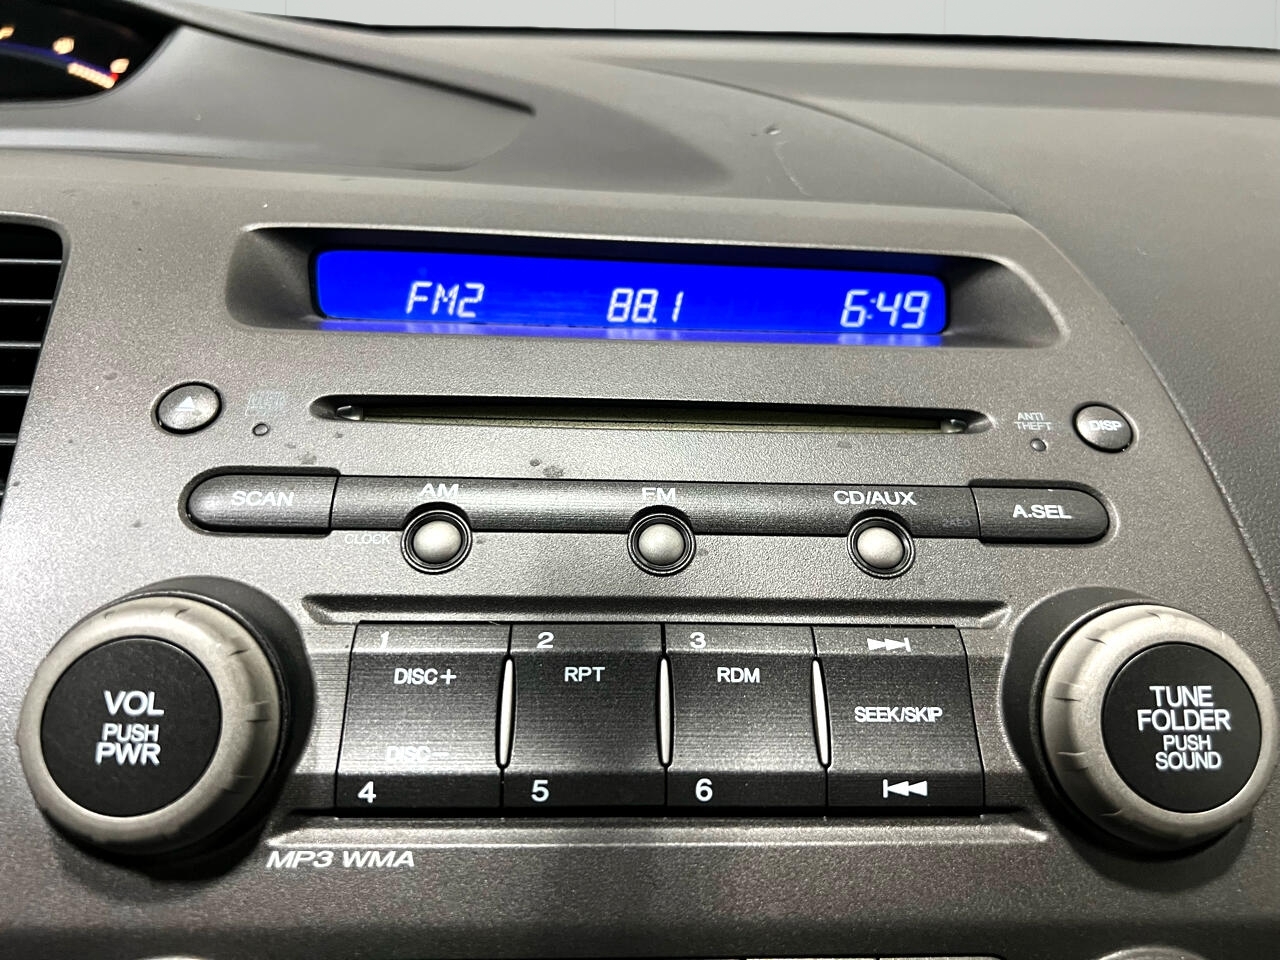 FM2 88.1 6:49
ANTI
THEFT
DISP
SCAN AM FM CD/AUX A.SEL
CLOCK
1 2 3
DISC+ RPT RDM
SEEK/SKIP
DISC−
4 5 6
VOL
PUSH
PWR
TUNE
FOLDER
PUSH
SOUND
MP3 WMA